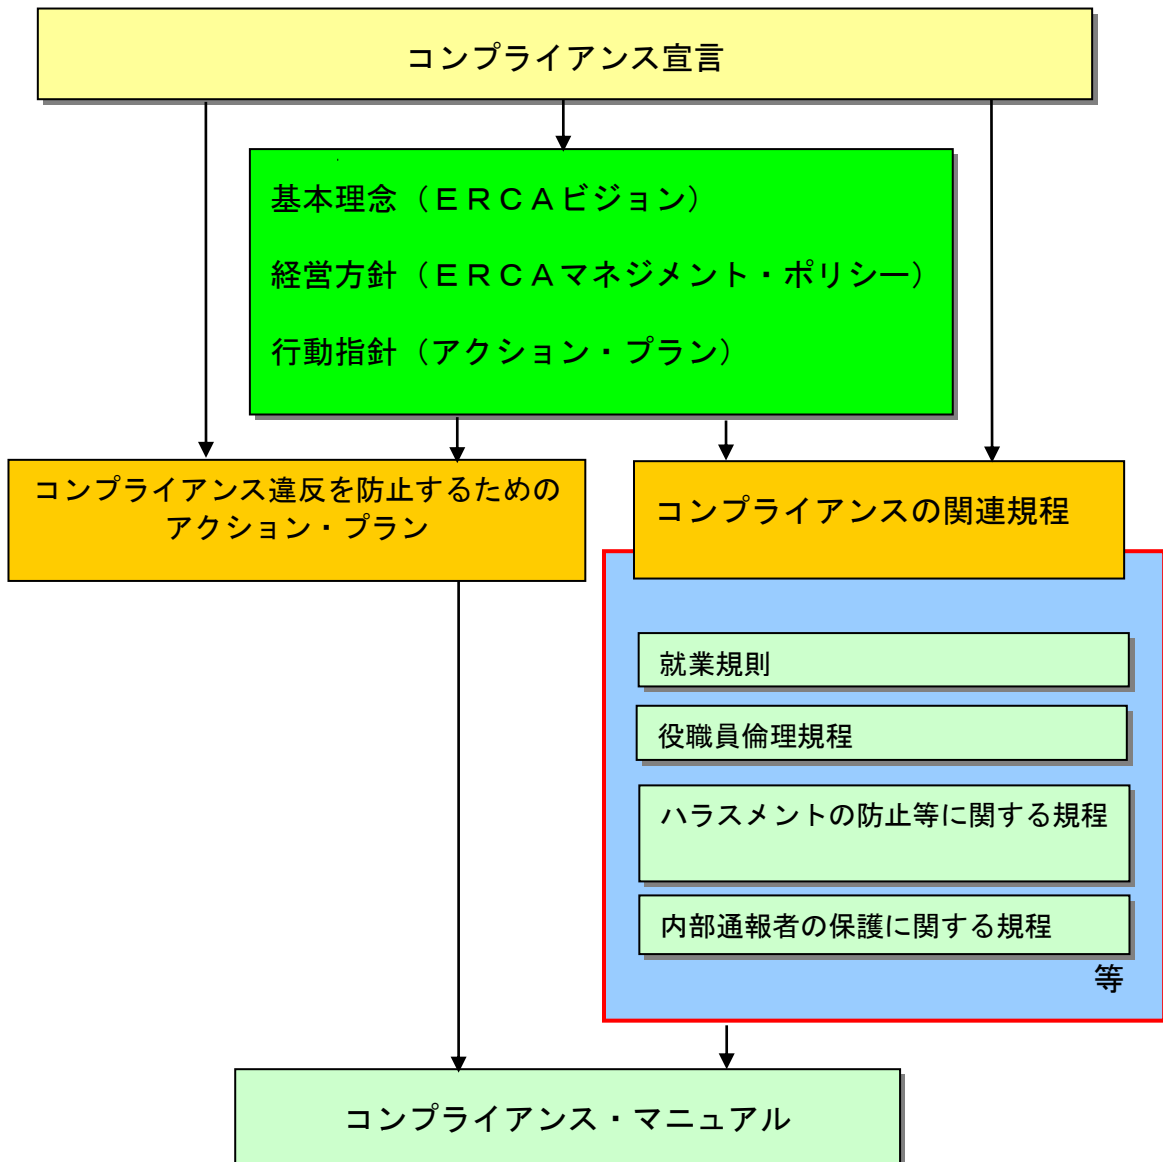 コンプライアンス宣言
基本理念（ＥＲＣＡビジョン）
経営方針（ＥＲＣＡマネジメント・ポリシー）
行動指針（アクション・プラン）
コンプライアンス違反を防止するための
アクション・プラン
コンプライアンスの関連規程
就業規則
役職員倫理規程
ハラスメントの防止等に関する規程
内部通報者の保護に関する規程
等
コンプライアンス・マニュアル